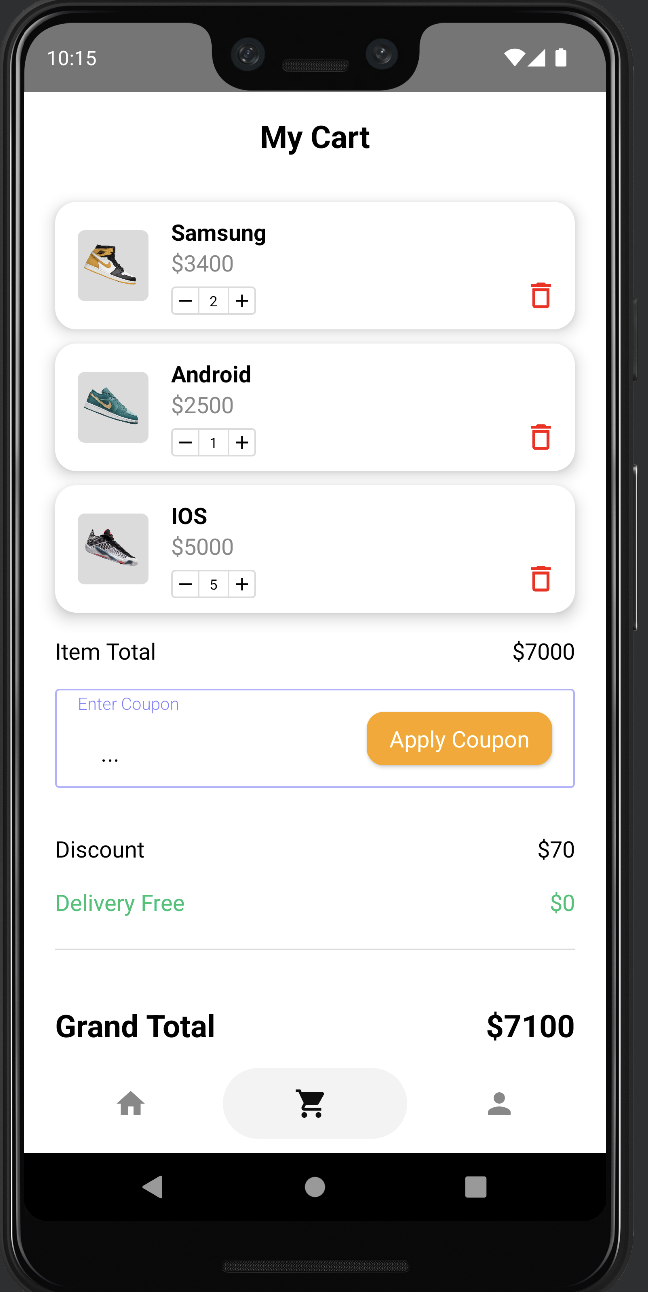 10:15
My Cart
Samsung
$3400
2
Android
$2500
1
IOS
$5000
5
Item Total $7000
Enter Coupon
...
Apply Coupon
Discount $70
Delivery Free $0
Grand Total $7100